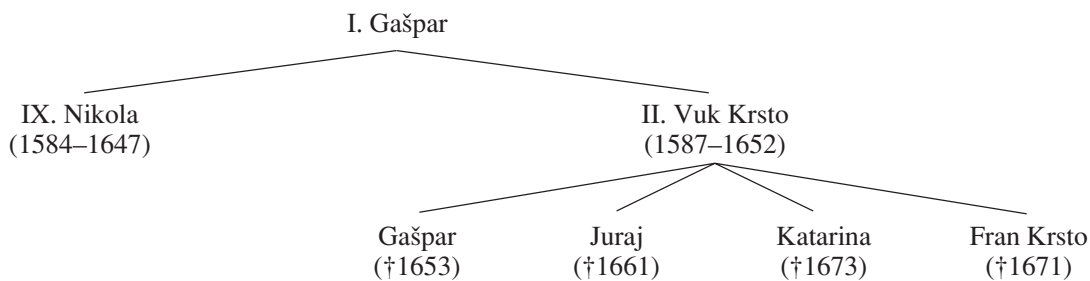 I. Gašpar
IX. Nikola
(1584–1647)
II. Vuk Krsto
(1587–1652)
Gašpar
(†1653)
Juraj
(†1661)
Katarina
(†1673)
Fran Krsto
(†1671)